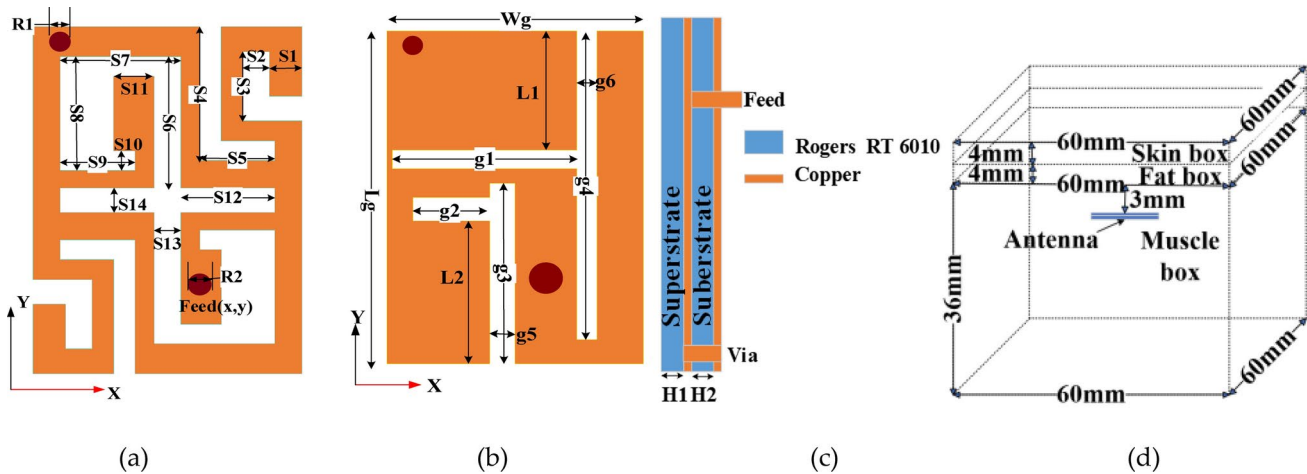 R1
S7
S2
S1
S11
S3
S4
S8
S6
S10
S9
S5
S12
S14
S13
R2
Feed(x,y)
Y
X
(a)
Wg
g6
L1
g1
g4
Lg
g2
g3
L2
g5
Y
X
(b)
Feed
Rogers RT 6010
Copper
Superstrate
Suberstrate
Via
H1
H2
(c)
60mm
60mm
4mm
Skin box
60mm
4mm
Fat box
60mm
3mm
Antenna
Muscle
box
36mm
60mm
60mm
(d)